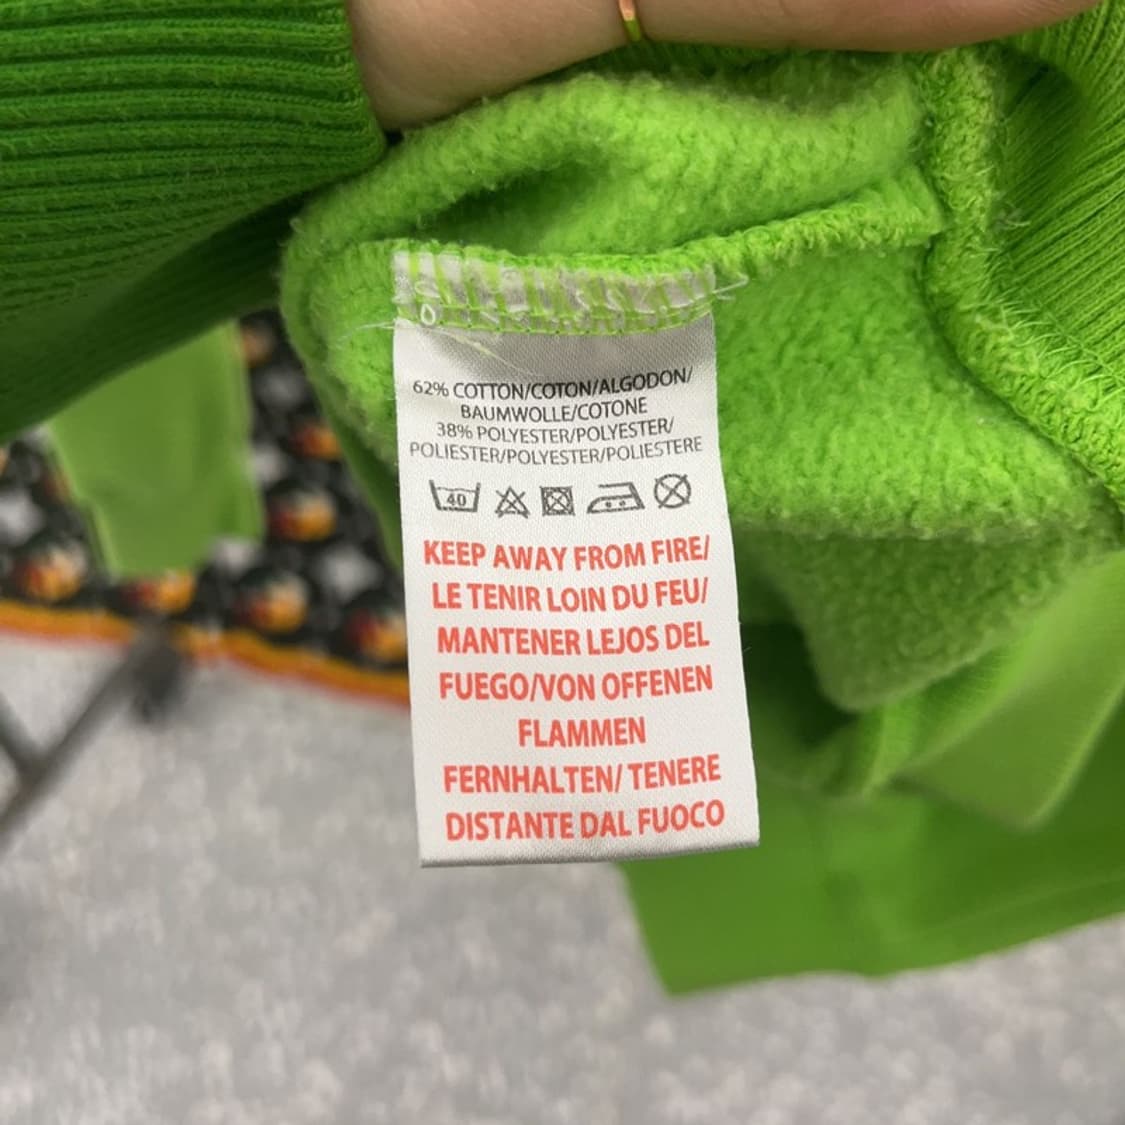 62% COTTON/COTON/ALGODON/
BAUMWOLLE/COTONE
38% POLYESTER/POLYESTER/
POLIESTER/POLYESTER/POLIESTERE
40
KEEP AWAY FROM FIRE/
LE TENIR LOIN DU FEU/
MANTENER LEJOS DEL
FUEGO/VON OFFENEN
FLAMMEN
FERNHALTEN/ TENERE
DISTANTE DAL FUOCO